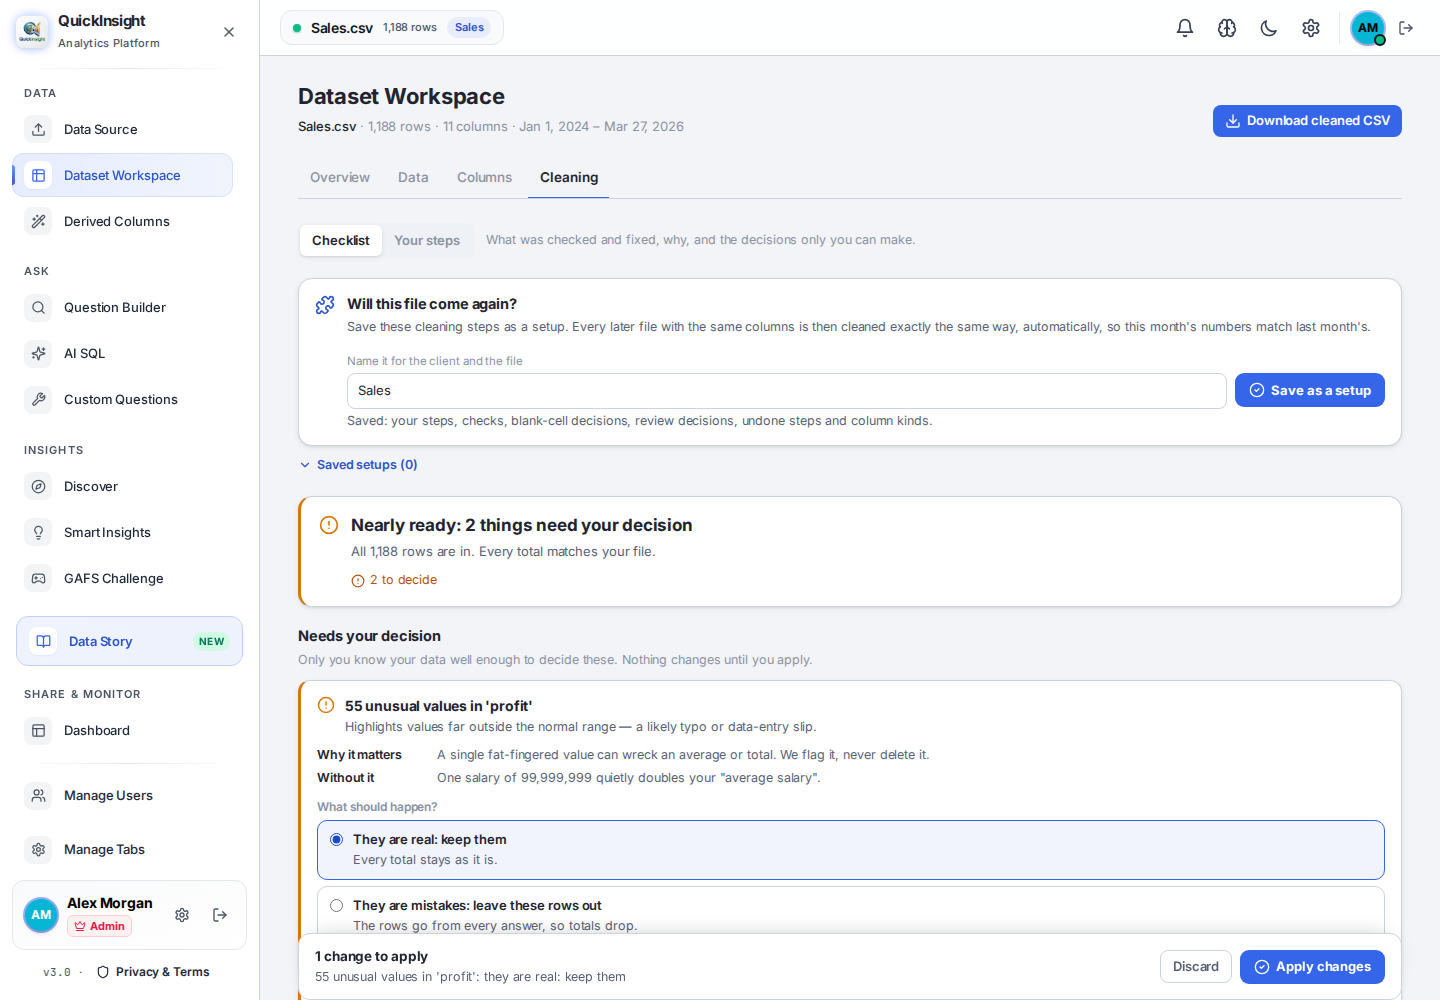 QuickInsight
Analytics Platform
DATA
Data Source
Dataset Workspace
Derived Columns
ASK
Question Builder
AI SQL
Custom Questions
INSIGHTS
Discover
Smart Insights
GAFS Challenge
Data Story NEW
SHARE & MONITOR
Dashboard
Manage Users
Manage Tabs
AM Alex Morgan
Admin
v3.0 · Privacy & Terms
Sales.csv 1,188 rows Sales
AM
Dataset Workspace
Sales.csv · 1,188 rows · 11 columns · Jan 1, 2024 – Mar 27, 2026
Download cleaned CSV
Overview Data Columns Cleaning
Checklist Your steps What was checked and fixed, why, and the decisions only you can make.
Will this file come again?
Save these cleaning steps as a setup. Every later file with the same columns is then cleaned exactly the same way, automatically, so this month's numbers match last month's.
Name it for the client and the file
Sales
Save as a setup
Saved: your steps, checks, blank-cell decisions, review decisions, undone steps and column kinds.
Saved setups (0)
Nearly ready: 2 things need your decision
All 1,188 rows are in. Every total matches your file.
2 to decide
Needs your decision
Only you know your data well enough to decide these. Nothing changes until you apply.
55 unusual values in 'profit'
Highlights values far outside the normal range — a likely typo or data-entry slip.
Why it matters A single fat-fingered value can wreck an average or total. We flag it, never delete it.
Without it One salary of 99,999,999 quietly doubles your "average salary".
What should happen?
They are real: keep them
Every total stays as it is.
They are mistakes: leave these rows out
The rows go from every answer, so totals drop.
1 change to apply
55 unusual values in 'profit': they are real: keep them
Discard
Apply changes